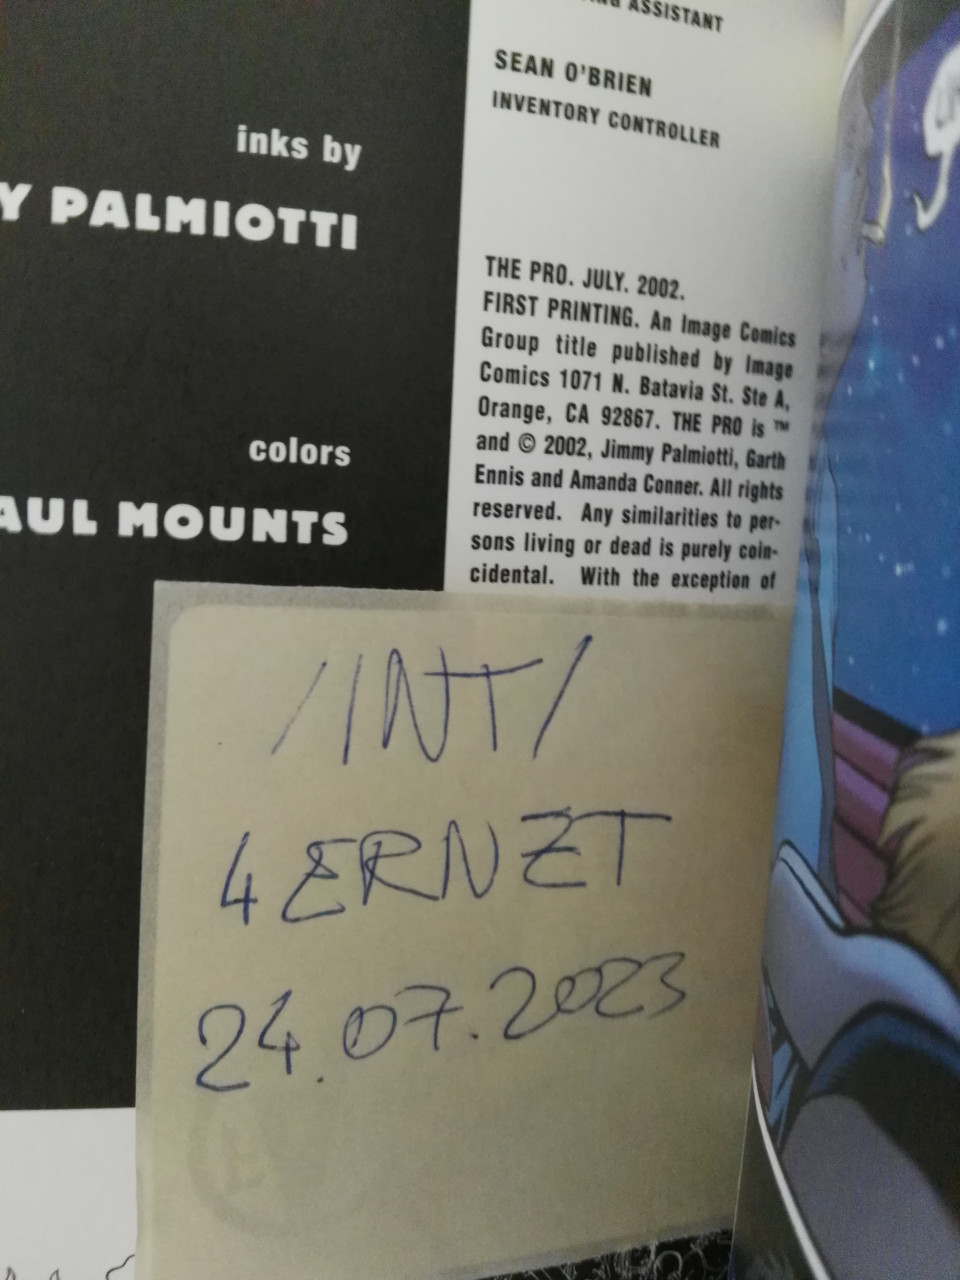 ASSISTANT
SEAN O'BRIEN
INVENTORY CONTROLLER
inks by
Y PALMIOTTI
colors
AUL MOUNTS
THE PRO. JULY. 2002.
FIRST PRINTING. An Image Comics
Group title published by Image
Comics 1071 N. Batavia St. Ste A,
Orange, CA 92867. THE PRO is ™
and © 2002, Jimmy Palmiotti, Garth
Ennis and Amanda Conner. All rights
reserved. Any similarities to per-
sons living or dead is purely coin-
cidental. With the exception of
/INT/
4ERNET
24.07.2023